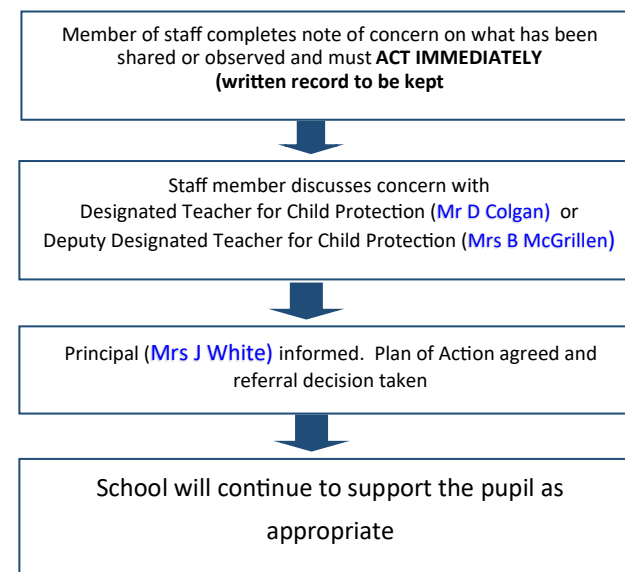 Member of staff completes note of concern on what has been
shared or observed and must ACT IMMEDIATELY
(written record to be kept
Staff member discusses concern with
Designated Teacher for Child Protection (Mr D Colgan) or
Deputy Designated Teacher for Child Protection (Mrs B McGrillen)
Principal (Mrs J White) informed. Plan of Action agreed and
referral decision taken
School will continue to support the pupil as
appropriate